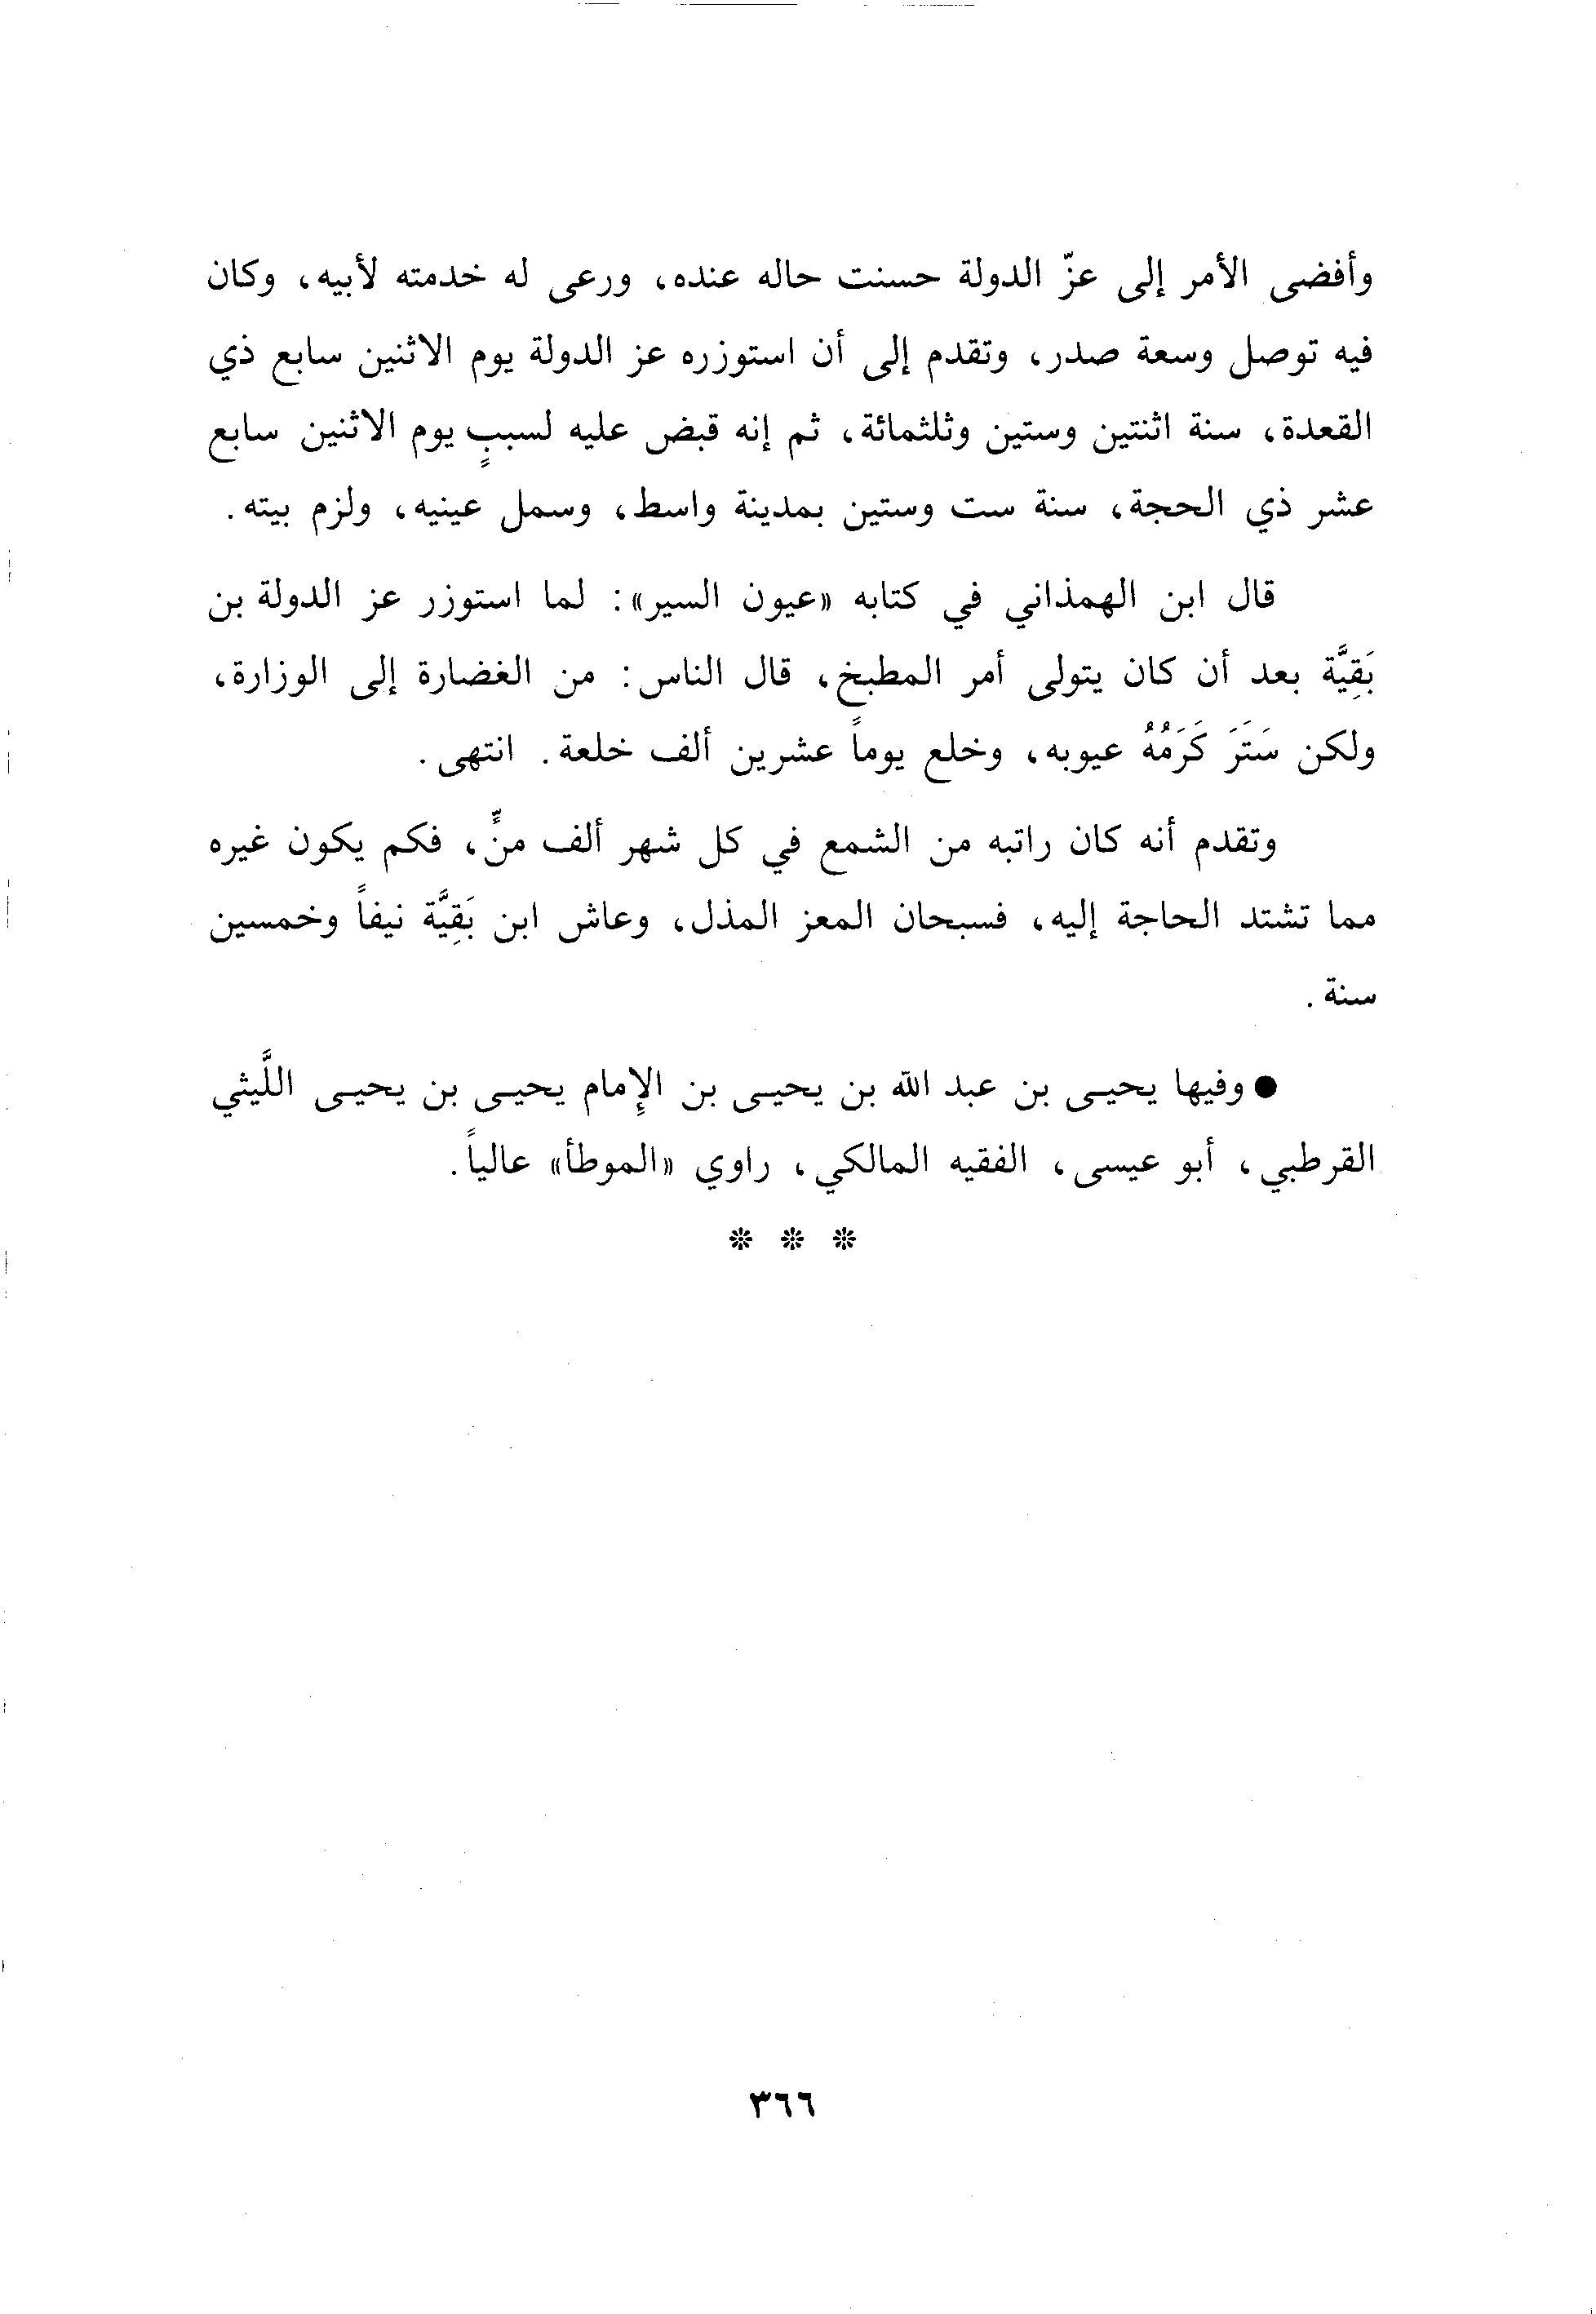 وأفضى الأمر إلى عزّ الدولة حسنت حاله عنده، ورعى له خدمته لأبيه، وكان
فيه توصل وسعة صدر، وتقدم إلى أن استوزره عز الدولة يوم الاثنين سابع ذي
القعدة، سنة اثنتين وستين وثلثمائة، ثم إنه قبض عليه لسببٍ يوم الاثنين سابع
عشر ذي الحجة، سنة ست وستين بمدينة واسط، وسمل عينيه، ولزم بيته.
قال ابن الهمذاني في كتابه «عيون السير»: لما استوزر عز الدولة بن
بَقِيَّة بعد أن كان يتولى أمر المطبخ، قال الناس: من الغضارة إلى الوزارة،
ولكن سَتَرَ كَرَمُهُ عيوبه، وخلع يوماً عشرين ألف خلعة. انتهى.
وتقدم أنه كان راتبه من الشمع في كل شهر ألف منٍّ، فكم يكون غيره
مما تشتد الحاجة إليه، فسبحان المعز المذل، وعاش ابن بَقِيَّة نيفاً وخمسين
سنة.
● وفيها يحيـى بن عبد الله بن يحيـى بن الإِمام يحيـى بن يحيـى اللَّيثي
القرطبي، أبو عيسى، الفقيه المالكي، راوي «الموطأ» عالياً.
* * *
٣٦٦